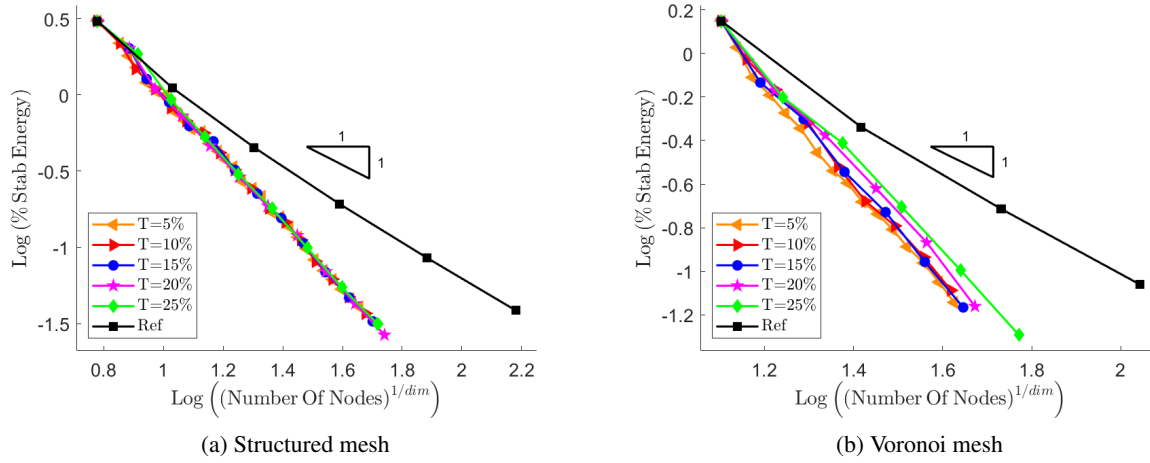 0.5
0
-0.5
-1
-1.5
0.8 1 1.2 1.4 1.6 1.8 2 2.2
Log (% Stab Energy)
Log ((Number Of Nodes)^{1/dim})
1
1
T=5%
T=10%
T=15%
T=20%
T=25%
Ref
(a) Structured mesh
0.2
0
-0.2
-0.4
-0.6
-0.8
-1
-1.2
1.2 1.4 1.6 1.8 2
Log (% Stab Energy)
Log ((Number Of Nodes)^{1/dim})
1
1
T=5%
T=10%
T=15%
T=20%
T=25%
Ref
(b) Voronoi mesh